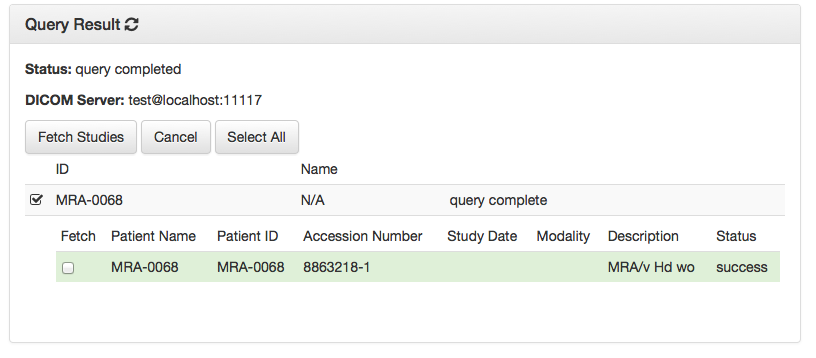 Query Result
Status: query completed
DICOM Server: test@localhost:11117
Fetch Studies Cancel Select All
ID Name
MRA-0068 N/A query complete
Fetch Patient Name Patient ID Accession Number Study Date Modality Description Status
MRA-0068 MRA-0068 8863218-1 MRA/v Hd wo success